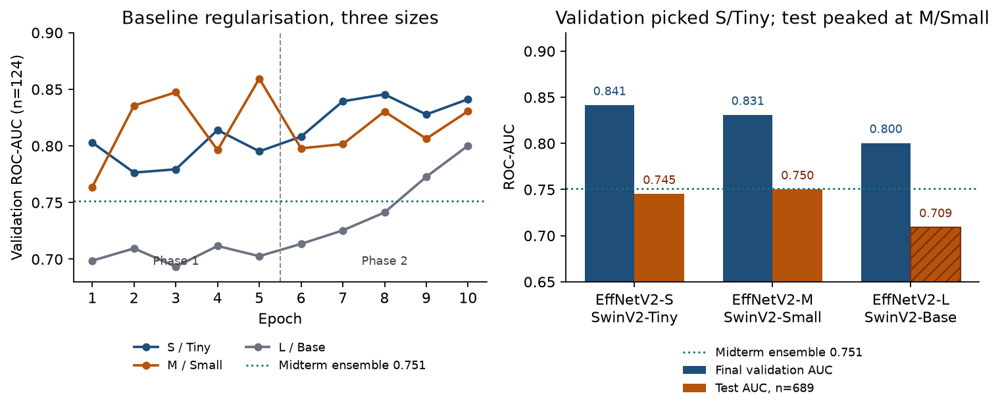 Baseline regularisation, three sizes
Validation ROC-AUC (n=124)
0.90
0.85
0.80
0.75
0.70
Phase 1
Phase 2
1 2 3 4 5 6 7 8 9 10
Epoch
S / Tiny
M / Small
L / Base
Midterm ensemble 0.751
Validation picked S/Tiny; test peaked at M/Small
ROC-AUC
0.90
0.85
0.80
0.75
0.70
0.65
0.841
0.745
0.831
0.750
0.800
0.709
EffNetV2-S
SwinV2-Tiny
EffNetV2-M
SwinV2-Small
EffNetV2-L
SwinV2-Base
Midterm ensemble 0.751
Final validation AUC
Test AUC, n=689